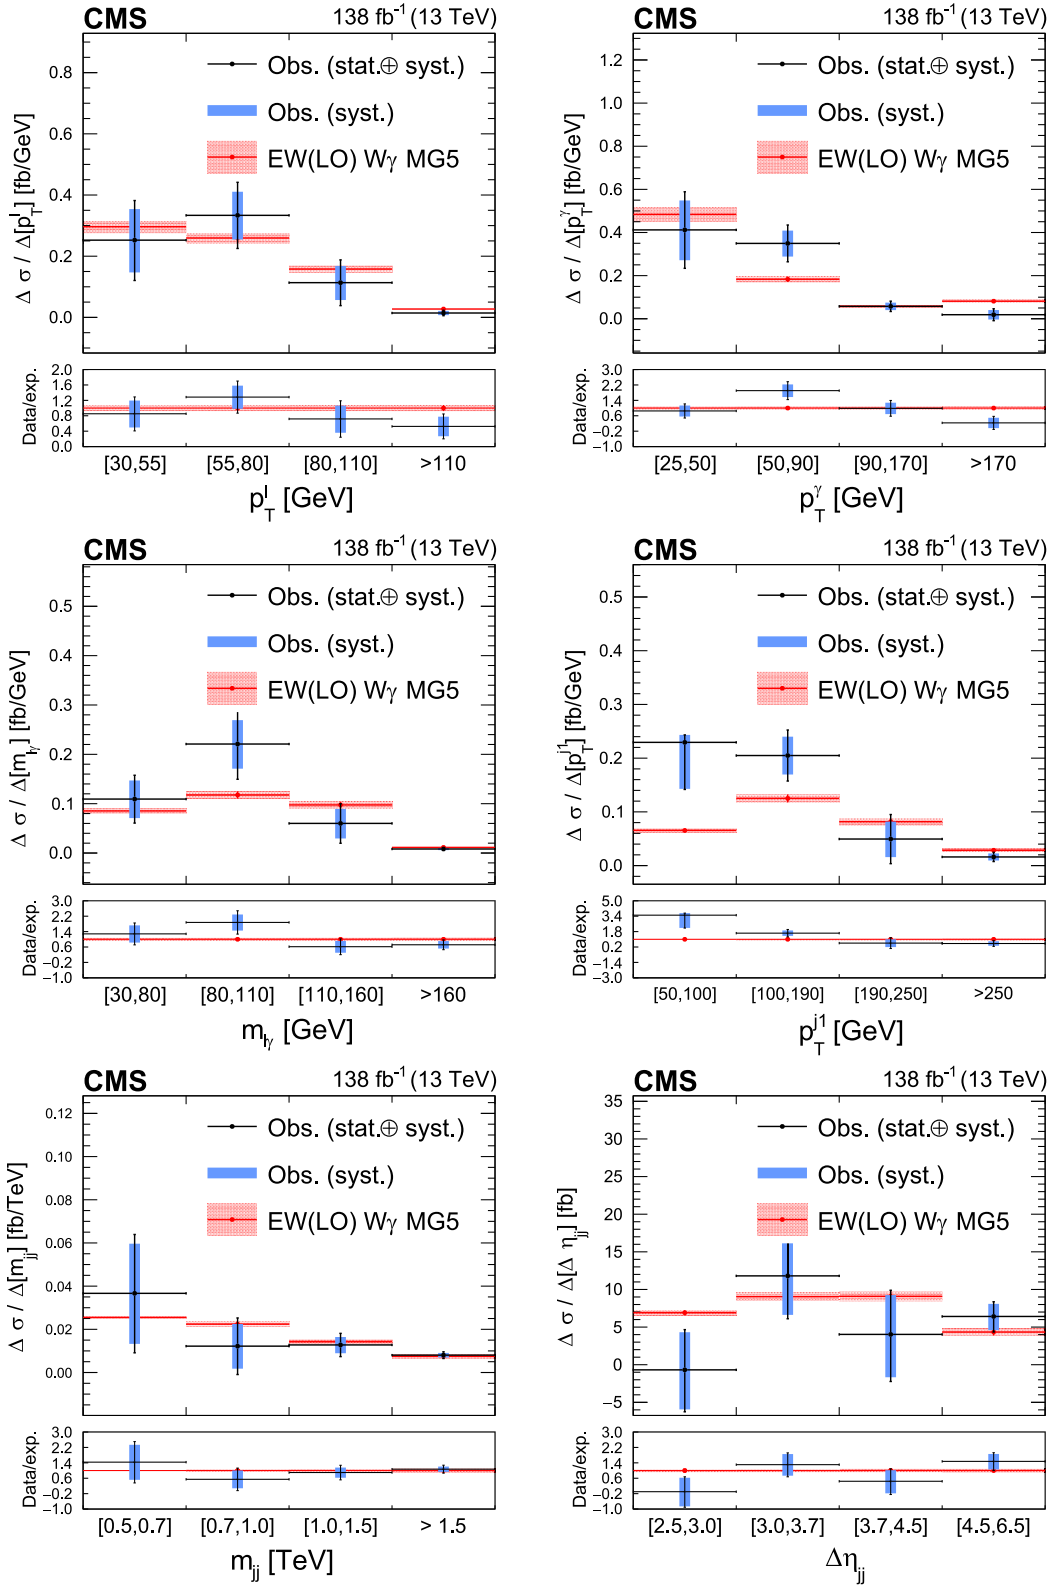 CMS 138 fb⁻¹ (13 TeV)
Δ σ / Δ[p_T^l] [fb/GeV]
0.8
0.6
0.4
0.2
0.0
Obs. (stat.⊕ syst.)
Obs. (syst.)
EW(LO) Wγ MG5
Data/exp.
2.0
1.6
1.2
0.8
0.4
0.0
[30,55] [55,80] [80,110] >110
p_T^l [GeV]
CMS 138 fb⁻¹ (13 TeV)
Δ σ / Δ[p_T^γ] [fb/GeV]
1.2
1.0
0.8
0.6
0.4
0.2
0.0
Obs. (stat.⊕ syst.)
Obs. (syst.)
EW(LO) Wγ MG5
Data/exp.
3.0
2.2
1.4
0.6
−0.2
−1.0
[25,50] [50,90] [90,170] >170
p_T^γ [GeV]
CMS 138 fb⁻¹ (13 TeV)
Δ σ / Δ[m_lγ] [fb/GeV]
0.5
0.4
0.3
0.2
0.1
0.0
Obs. (stat.⊕ syst.)
Obs. (syst.)
EW(LO) Wγ MG5
Data/exp.
3.0
2.2
1.4
0.6
−0.2
−1.0
[30,80] [80,110] [110,160] >160
m_lγ [GeV]
CMS 138 fb⁻¹ (13 TeV)
Δ σ / Δ[p_T^j1] [fb/GeV]
0.5
0.4
0.3
0.2
0.1
0.0
Obs. (stat.⊕ syst.)
Obs. (syst.)
EW(LO) Wγ MG5
Data/exp.
5.0
3.4
1.8
0.2
−1.4
−3.0
[50,100] [100,190] [190,250] >250
p_T^j1 [GeV]
CMS 138 fb⁻¹ (13 TeV)
Δ σ / Δ[m_jj] [fb/TeV]
0.12
0.10
0.08
0.06
0.04
0.02
0.00
Obs. (stat.⊕ syst.)
Obs. (syst.)
EW(LO) Wγ MG5
Data/exp.
3.0
2.2
1.4
0.6
−0.2
−1.0
[0.5,0.7] [0.7,1.0] [1.0,1.5] > 1.5
m_jj [TeV]
CMS 138 fb⁻¹ (13 TeV)
Δ σ / Δ[Δ η_jj] [fb]
35
30
25
20
15
10
5
0
−5
Obs. (stat.⊕ syst.)
Obs. (syst.)
EW(LO) Wγ MG5
Data/exp.
3.0
2.2
1.4
0.6
−0.2
−1.0
[2.5,3.0] [3.0,3.7] [3.7,4.5] [4.5,6.5]
Δη_jj